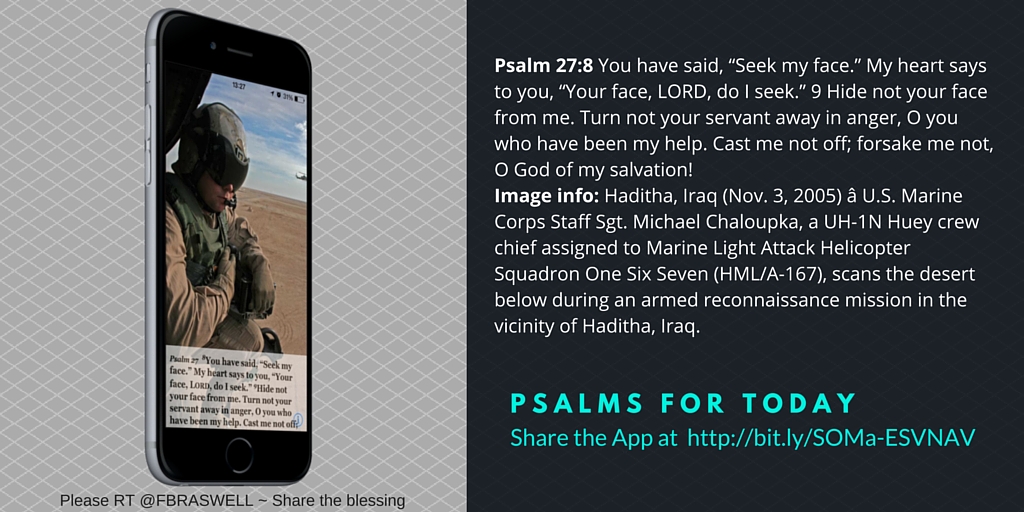 13:27
31%
Psalm 27 ⁸You have said, “Seek my
face.” My heart says to you, “Your
face, LORD, do I seek.” ⁹Hide not
your face from me. Turn not your
servant away in anger, O you who
have been my help. Cast me not off;
Please RT @FBRASWELL ~ Share the blessing
Psalm 27:8 You have said, “Seek my face.” My heart says
to you, “Your face, LORD, do I seek.” 9 Hide not your face
from me. Turn not your servant away in anger, O you
who have been my help. Cast me not off; forsake me not,
O God of my salvation!
Image info: Haditha, Iraq (Nov. 3, 2005) â U.S. Marine
Corps Staff Sgt. Michael Chaloupka, a UH-1N Huey crew
chief assigned to Marine Light Attack Helicopter
Squadron One Six Seven (HML/A-167), scans the desert
below during an armed reconnaissance mission in the
vicinity of Haditha, Iraq.
PSALMS FOR TODAY
Share the App at http://bit.ly/SOMa-ESVNAV